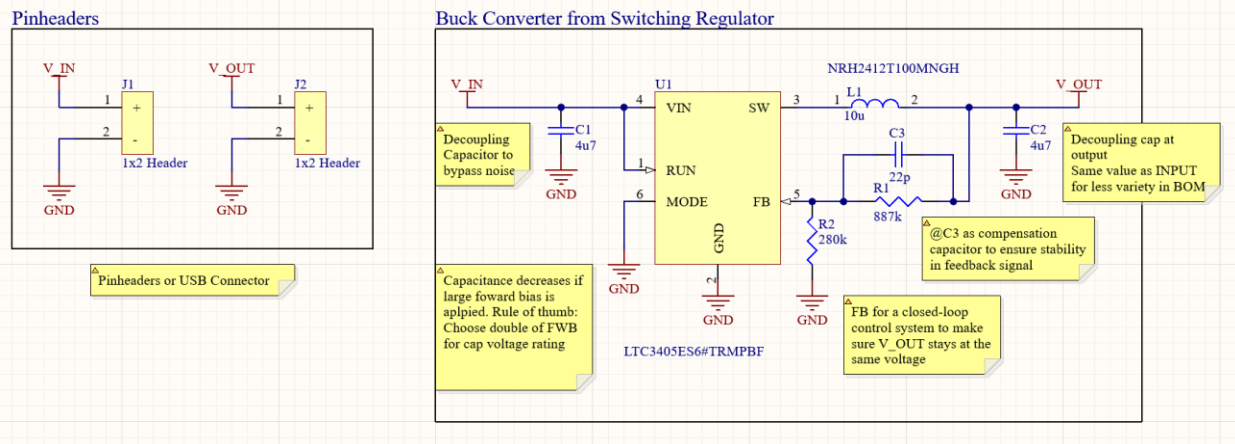 Pinheaders
V_IN
J1
1
+
2
-
1x2 Header
GND
V_OUT
J2
1
+
2
-
1x2 Header
GND
Pinheaders or USB Connector
Buck Converter from Switching Regulator
V_IN
Decoupling
Capacitor to
bypass noise
C1
4u7
GND
U1
4
VIN
1
RUN
6
MODE
GND
SW
3
FB
5
GND
2
GND
LTC3405ES6#TRMPBF
NRH2412T100MNGH
L1
1
2
10u
C3
22p
R1
887k
R2
280k
GND
V_OUT
C2
4u7
GND
Decoupling cap at
output
Same value as INPUT
for less variety in BOM
@C3 as compensation
capacitor to ensure stability
in feedback signal
Capacitance decreases if
large foward bias is
aplpied. Rule of thumb:
Choose double of FWB
for cap voltage rating
FB for a closed-loop
control system to make
sure V_OUT stays at the
same voltage